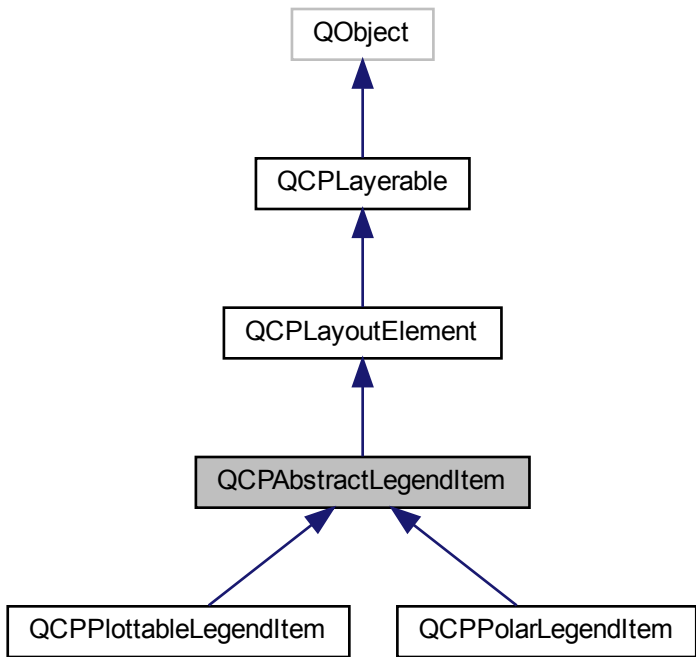 QObject
QCPLayerable
QCPLayoutElement
QCPAbstractLegendItem
QCPPlottableLegendItem
QCPPolarLegendItem